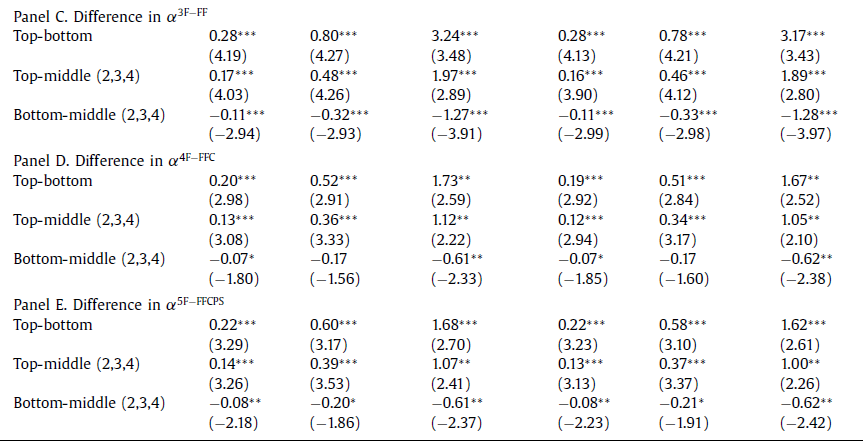 Panel C. Difference in α3F−FF
Top-bottom 0.28*** 0.80*** 3.24*** 0.28*** 0.78*** 3.17***
(4.19) (4.27) (3.48) (4.13) (4.21) (3.43)
Top-middle (2,3,4) 0.17*** 0.48*** 1.97*** 0.16*** 0.46*** 1.89***
(4.03) (4.26) (2.89) (3.90) (4.12) (2.80)
Bottom-middle (2,3,4) −0.11*** −0.32*** −1.27*** −0.11*** −0.33*** −1.28***
(−2.94) (−2.93) (−3.91) (−2.99) (−2.98) (−3.97)
Panel D. Difference in α4F−FFC
Top-bottom 0.20*** 0.52*** 1.73** 0.19*** 0.51*** 1.67**
(2.98) (2.91) (2.59) (2.92) (2.84) (2.52)
Top-middle (2,3,4) 0.13*** 0.36*** 1.12** 0.12*** 0.34*** 1.05**
(3.08) (3.33) (2.22) (2.94) (3.17) (2.10)
Bottom-middle (2,3,4) −0.07* −0.17 −0.61** −0.07* −0.17 −0.62**
(−1.80) (−1.56) (−2.33) (−1.85) (−1.60) (−2.38)
Panel E. Difference in α5F−FFCPS
Top-bottom 0.22*** 0.60*** 1.68*** 0.22*** 0.58*** 1.62***
(3.29) (3.17) (2.70) (3.23) (3.10) (2.61)
Top-middle (2,3,4) 0.14*** 0.39*** 1.07** 0.13*** 0.37*** 1.00**
(3.26) (3.53) (2.41) (3.13) (3.37) (2.26)
Bottom-middle (2,3,4) −0.08** −0.20* −0.61** −0.08** −0.21* −0.62**
(−2.18) (−1.86) (−2.37) (−2.23) (−1.91) (−2.42)